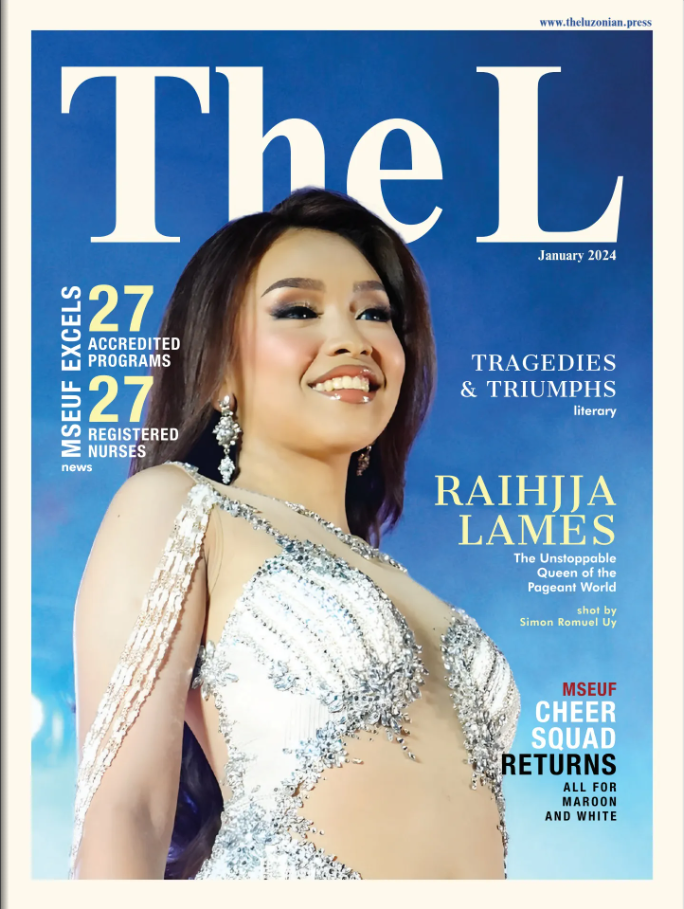 www.theluzonian.press
The L
January 2024
MSEUF EXCELS
27
ACCREDITED
PROGRAMS
27
REGISTERED
NURSES
news
TRAGEDIES
& TRIUMPHS
literary
RAIHJJA
LAMES
The Unstoppable
Queen of the
Pageant World
shot by
Simon Romuel Uy
MSEUF
CHEER
SQUAD
RETURNS
ALL FOR
MAROON
AND WHITE